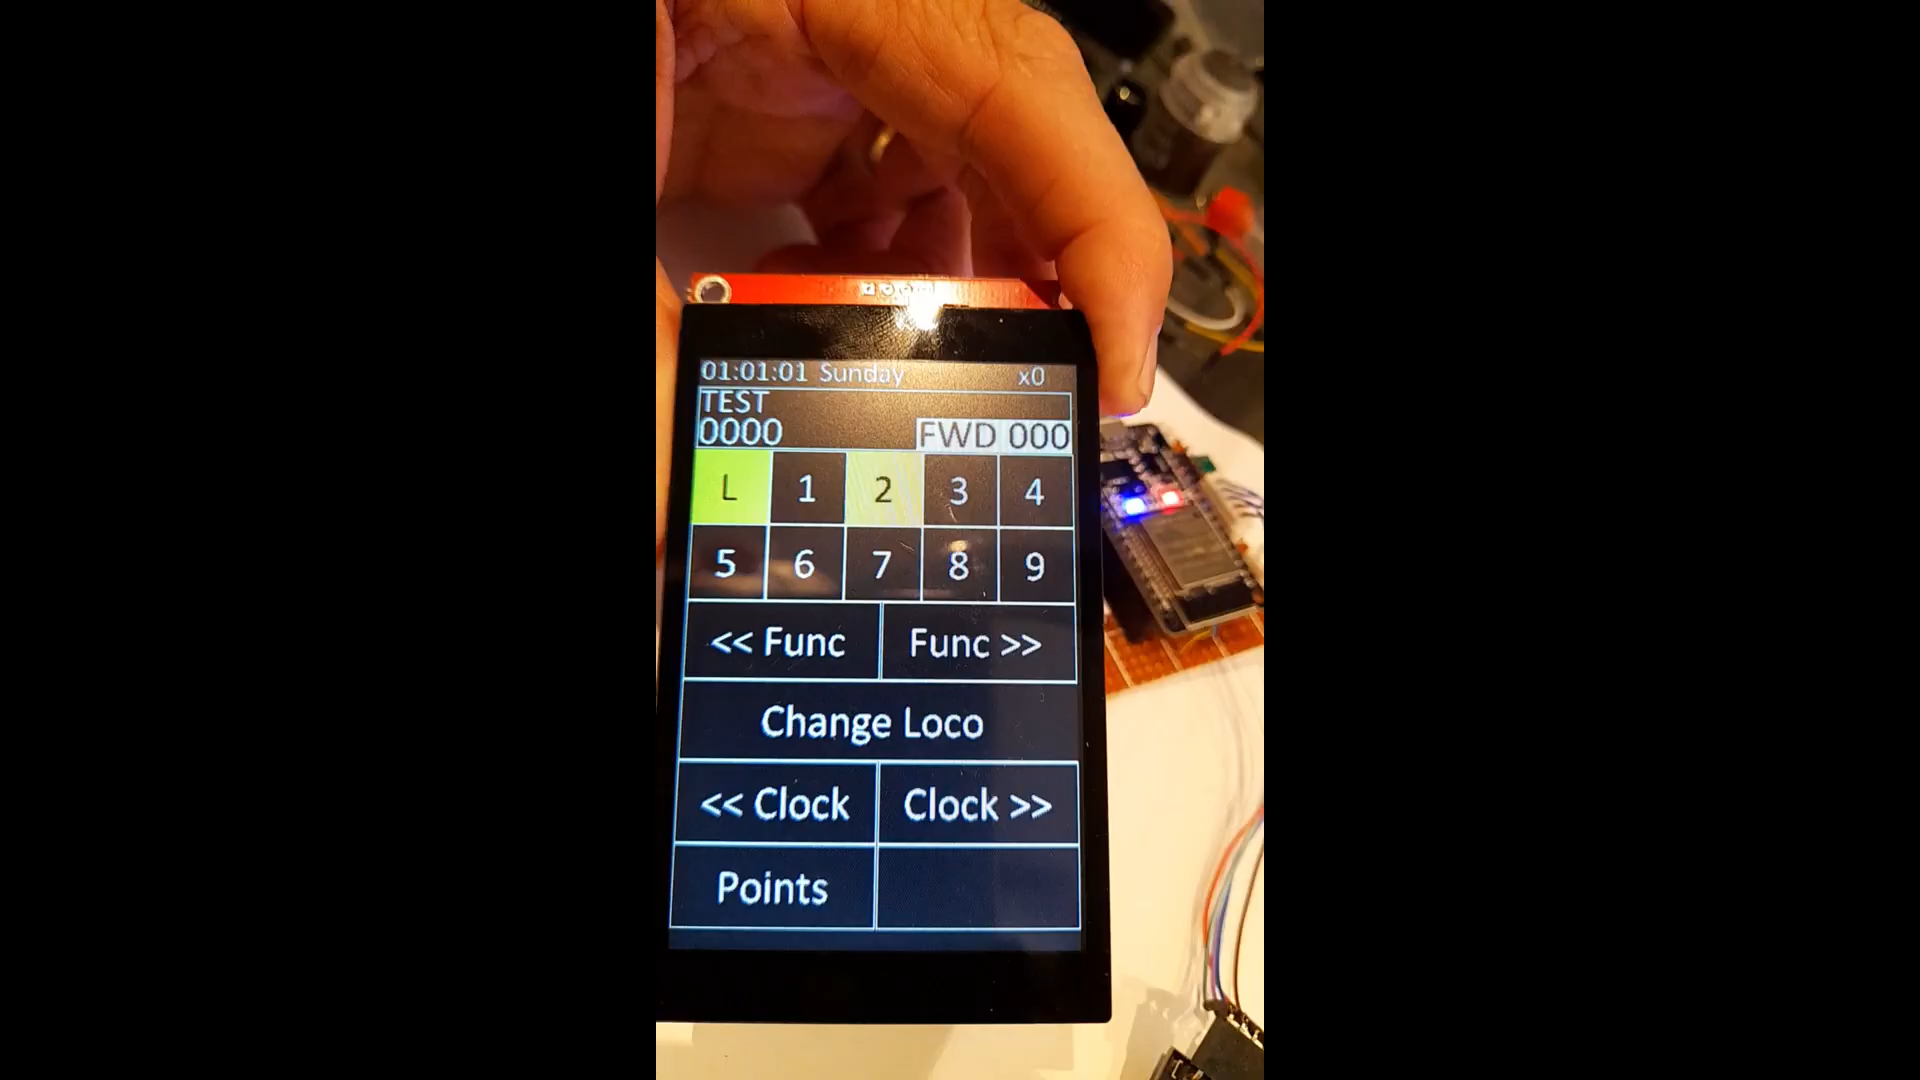 01:01:01 Sunday x0
TEST
0000 FWD 000
L 1 2 3 4
5 6 7 8 9
<< Func Func >>
Change Loco
<< Clock Clock >>
Points